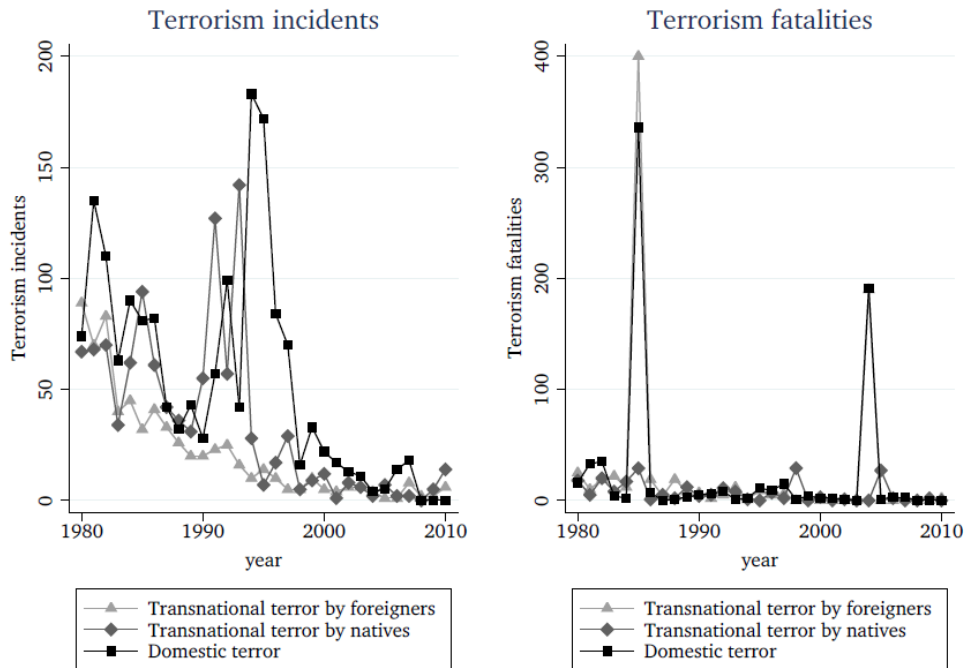 Terrorism incidents
200
150
100
50
0
Terrorism incidents
1980
1990
2000
2010
year
Transnational terror by foreigners
Transnational terror by natives
Domestic terror
Terrorism fatalities
400
300
200
100
0
Terrorism fatalities
1980
1990
2000
2010
year
Transnational terror by foreigners
Transnational terror by natives
Domestic terror